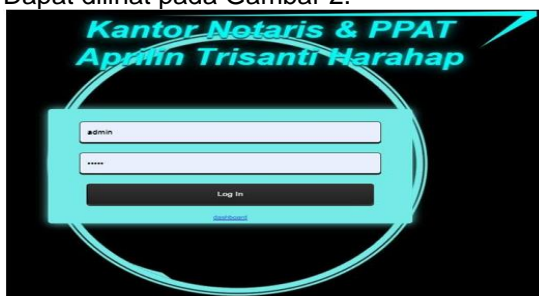 Dapat dilihat pada Gambar 2.
Kantor Notaris & PPAT
Aprilin Trisanti Harahap
admin
•••••
Log In
dashboard